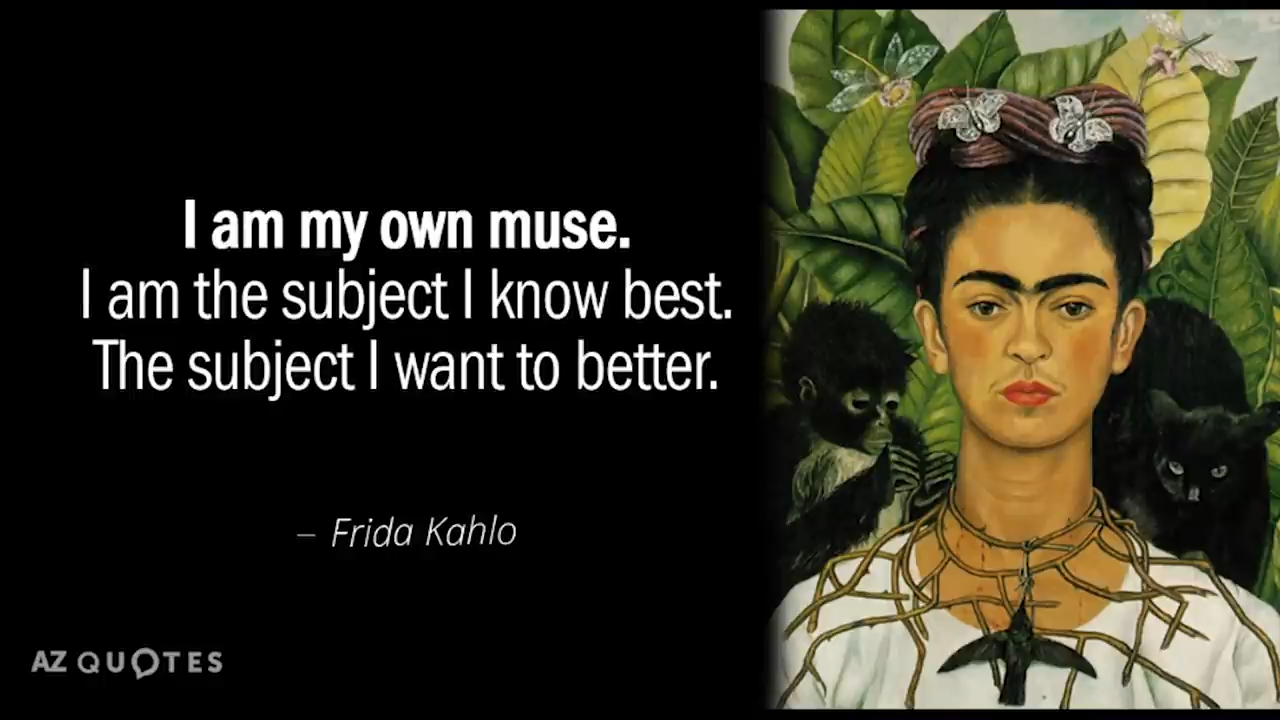 I am my own muse.
I am the subject I know best.
The subject I want to better.
– Frida Kahlo
AZ QUOTES